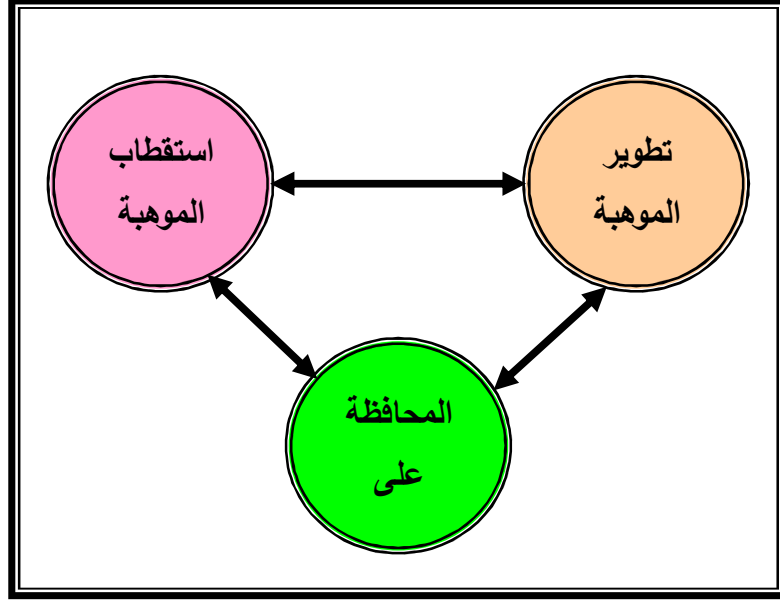 تطوير
الموهبة
استقطاب
الموهبة
المحافظة
على